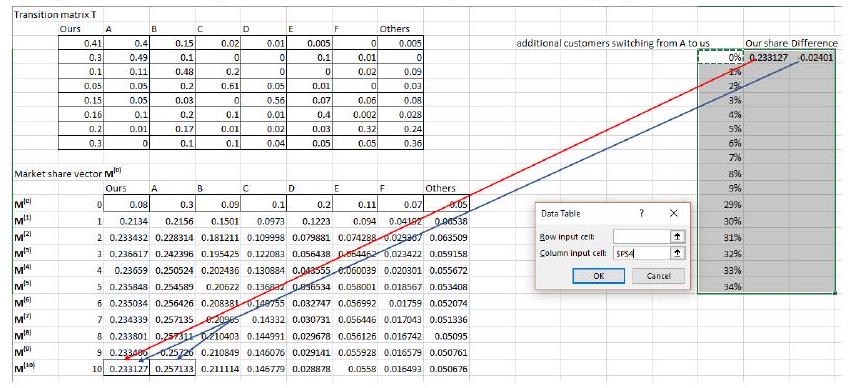 Transition matrix T
Ours A B C D E F Others
0.41 0.4 0.15 0.02 0.01 0.005 0 0.005 additional customers switching from A to us Our share Difference
0.3 0.49 0.1 0 0 0.1 0.01 0 0% 0.233127 -0.02401
0.1 0.11 0.48 0.2 0 0 0.02 0.09 1%
0.05 0.05 0.2 0.61 0.05 0.01 0 0.03 2%
0.15 0.05 0.03 0 0.56 0.07 0.06 0.08 3%
0.16 0.1 0.2 0.1 0.01 0.4 0.002 0.028 4%
0.2 0.01 0.17 0.01 0.02 0.03 0.32 0.24 5%
0.3 0 0.1 0.1 0.04 0.05 0.05 0.36 6%
7%
Market share vector M(0) 8%
Ours A B C D E F Others 9%
M(0) 0 0.08 0.3 0.09 0.1 0.2 0.11 0.07 0.05 29%
M(1) 1 0.2134 0.2156 0.1501 0.0973 0.1223 0.094 0.06538 30%
M(2) 2 0.233432 0.228314 0.181211 0.109998 0.079881 0.074288 0.063509 31%
M(3) 3 0.236617 0.242396 0.195425 0.122083 0.056438 0.064452 0.023422 0.059158 32%
M(4) 4 0.23659 0.250524 0.202436 0.130884 0.043555 0.060039 0.020301 0.055672 33%
M(5) 5 0.235848 0.254589 0.20622 0.136832 0.036534 0.058001 0.018567 0.053408 34%
M(6) 6 0.235034 0.256426 0.208381 0.140755 0.032747 0.056992 0.01759 0.052074
M(7) 7 0.234339 0.257135 0.20965 0.14332 0.030731 0.056446 0.017043 0.051336
M(8) 8 0.233801 0.257311 0.210403 0.144991 0.029678 0.056126 0.016742 0.05095
M(9) 9 0.233406 0.25726 0.210849 0.146076 0.029141 0.055928 0.016579 0.050761
M(10) 10 0.233127 0.257133 0.211114 0.146779 0.028878 0.0558 0.016493 0.050676
Data Table ? X
Row input cell:
Column input cell: $P$4
OK Cancel